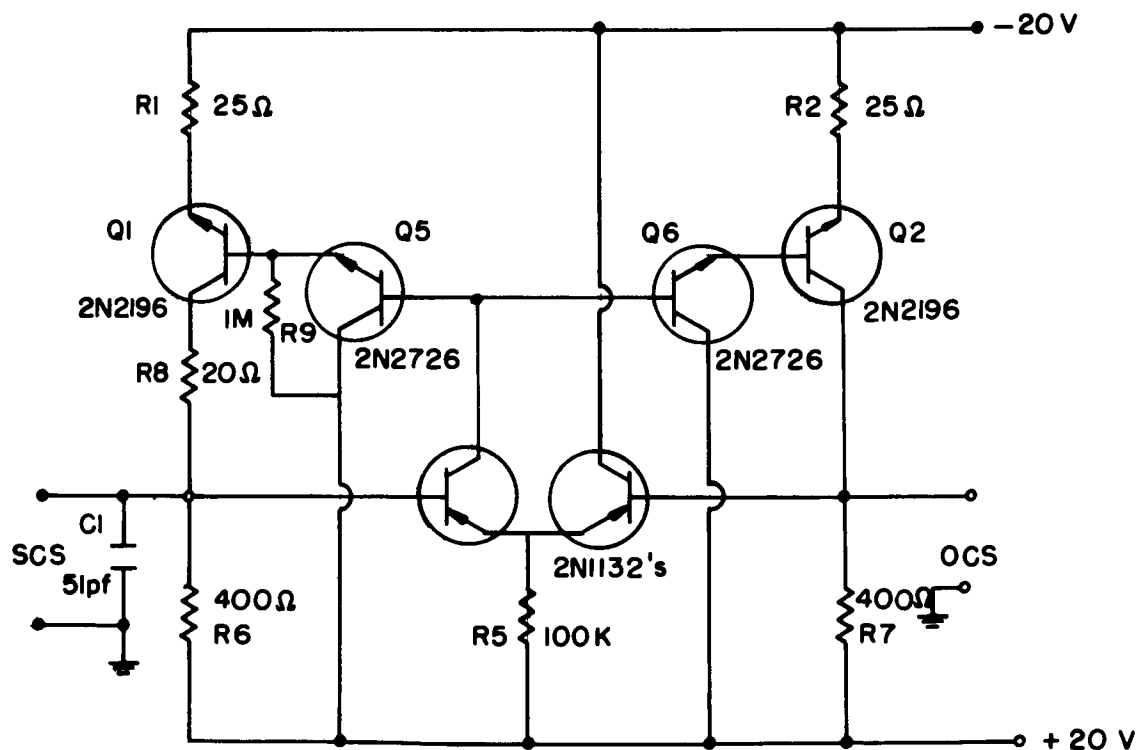 -20 V
R1 25Ω
R2 25Ω
Q1
Q5
Q6
Q2
2N2196
1M
R9
2N2726
2N2726
2N2196
R8 20Ω
C1
SCS
51pf
2N1132's
OCS
400Ω
R6
R5 100K
400Ω
R7
+20 V